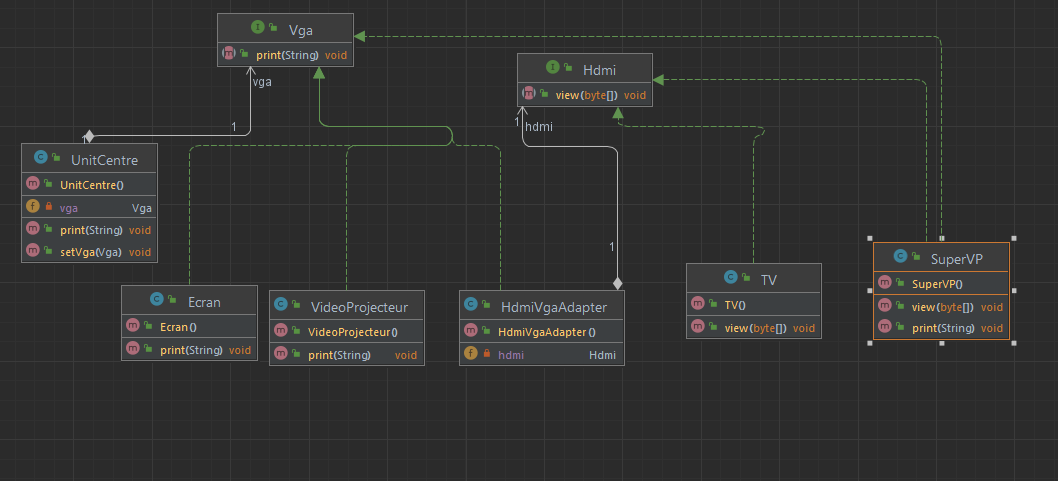 Vga
print(String) void
Hdmi
view(byte[]) void
vga
1
1
UnitCentre
UnitCentre()
vga Vga
print(String) void
setVga(Vga) void
1 hdmi
1
Ecran
Ecran()
print(String) void
VideoProjecteur
VideoProjecteur()
print(String) void
HdmiVgaAdapter
HdmiVgaAdapter()
hdmi Hdmi
TV
TV()
view(byte[]) void
SuperVP
SuperVP()
view(byte[]) void
print(String) void